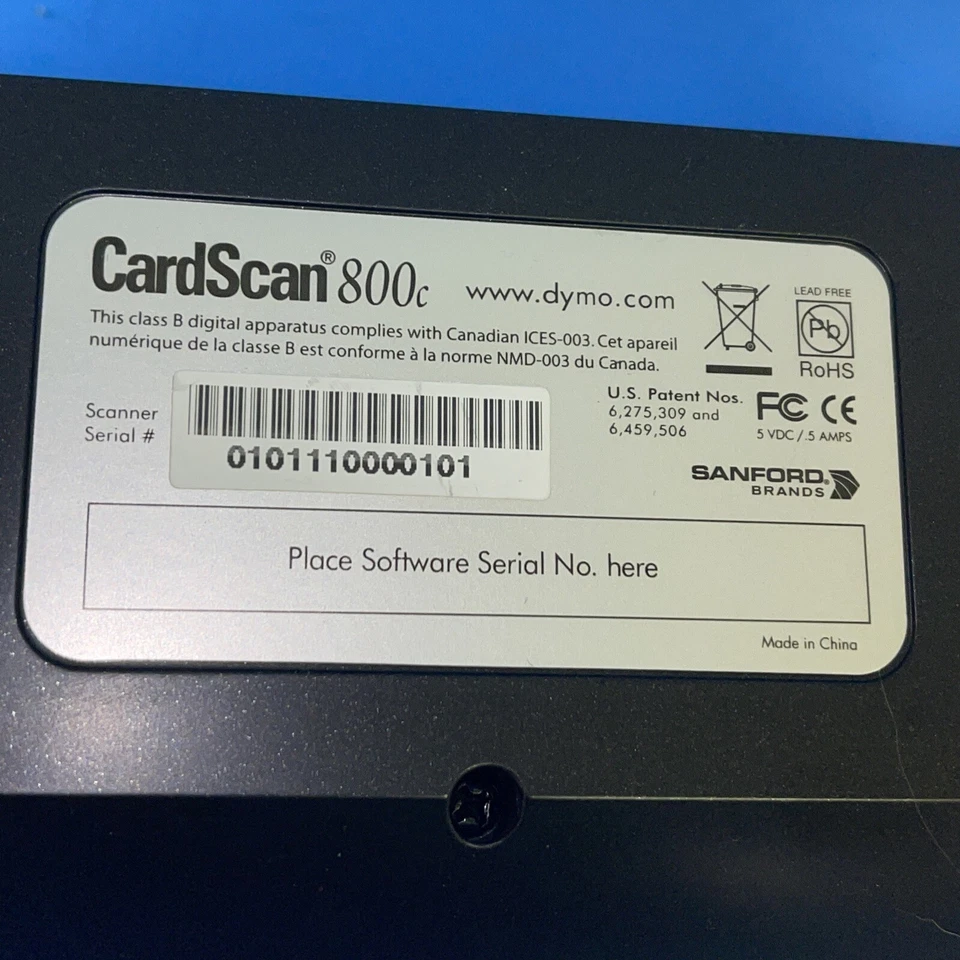 CardScan® 800c
www.dymo.com
This class B digital apparatus complies with Canadian ICES-003. Cet apareil
numérique de la classe B est conforme à la norme NMD-003 du Canada.
LEAD FREE
Pb
RoHS
Scanner
Serial #
0101110000101
U.S. Patent Nos.
6,275,309 and
6,459,506
FC CE
5 VDC / .5 AMPS
SANFORD®
BRANDS
Place Software Serial No. here
Made in China